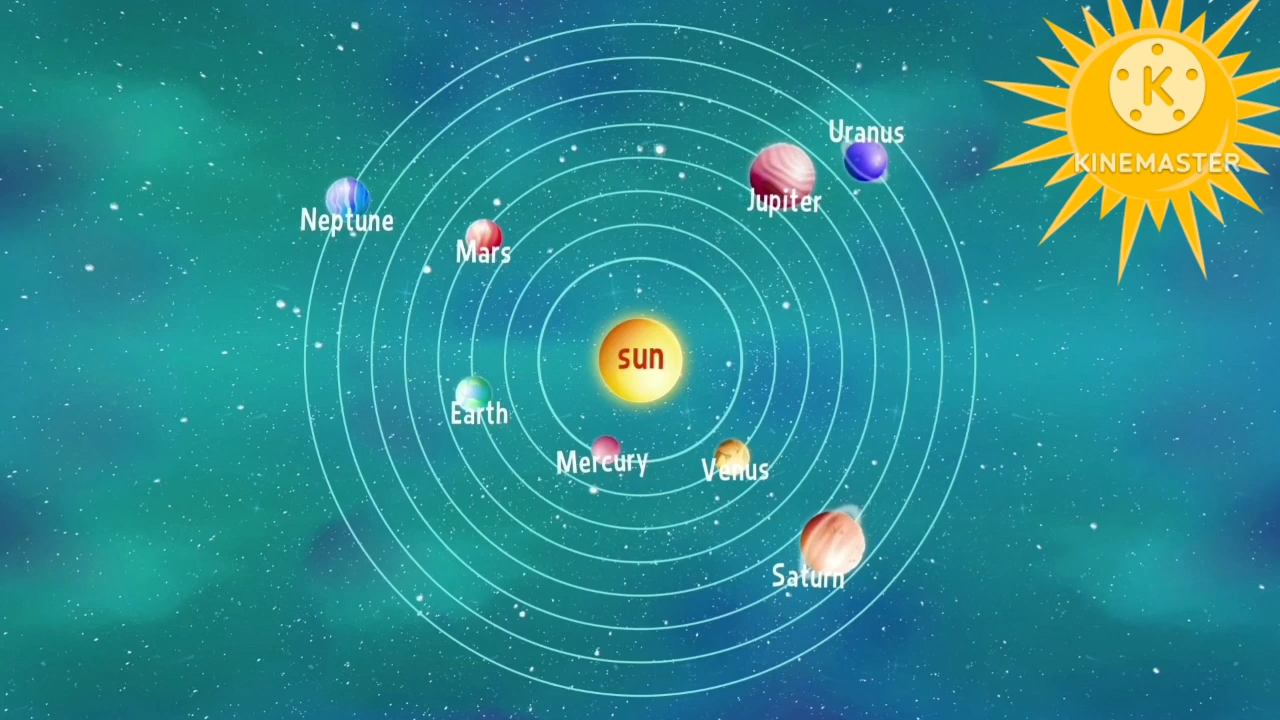 K
KINEMASTER
Uranus
Jupiter
Neptune
Mars
sun
Earth
Mercury
Venus
Saturn